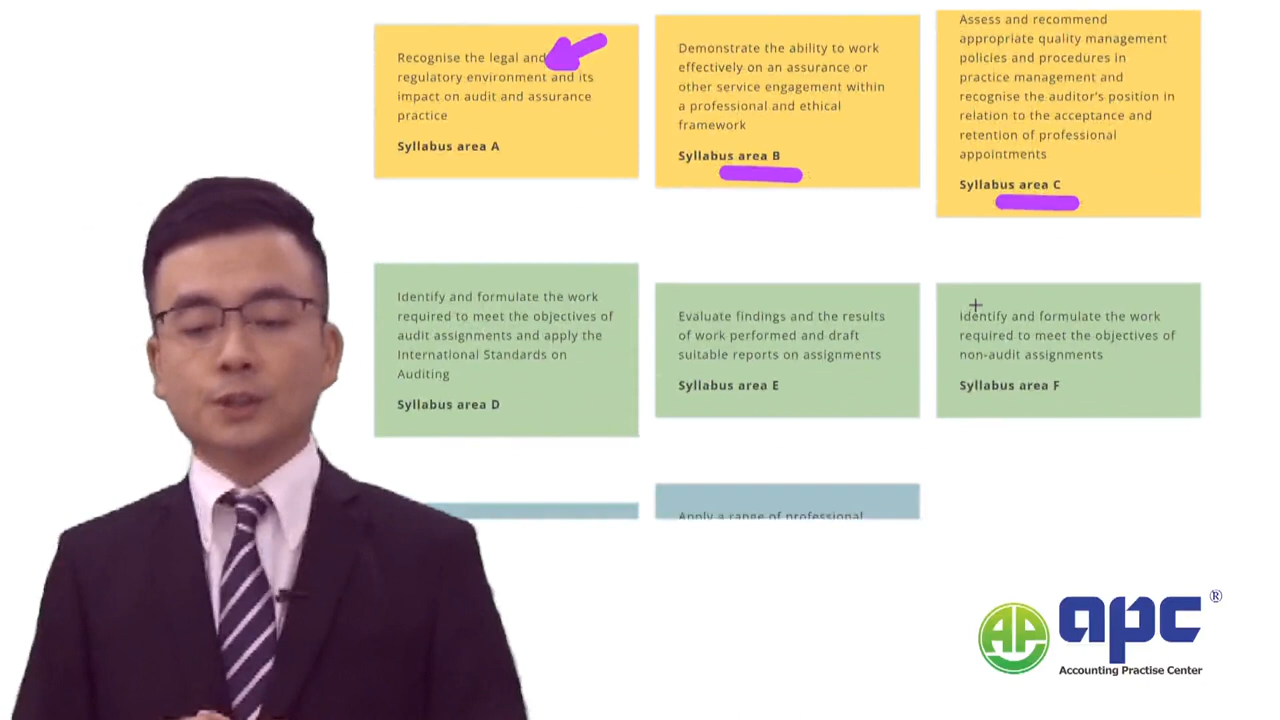 Recognise the legal and
regulatory environment and its
impact on audit and assurance
practice
Syllabus area A
Demonstrate the ability to work
effectively on an assurance or
other service engagement within
a professional and ethical
framework
Syllabus area B
Assess and recommend
appropriate quality management
policies and procedures in
practice management and
recognise the auditor's position in
relation to the acceptance and
retention of professional
appointments
Syllabus area C
Identify and formulate the work
required to meet the objectives of
audit assignments and apply the
International Standards on
Auditing
Syllabus area D
Evaluate findings and the results
of work performed and draft
suitable reports on assignments
Syllabus area E
Identify and formulate the work
required to meet the objectives of
non-audit assignments
Syllabus area F
Apply a range of professional
AP apc ®
Accounting Practise Center